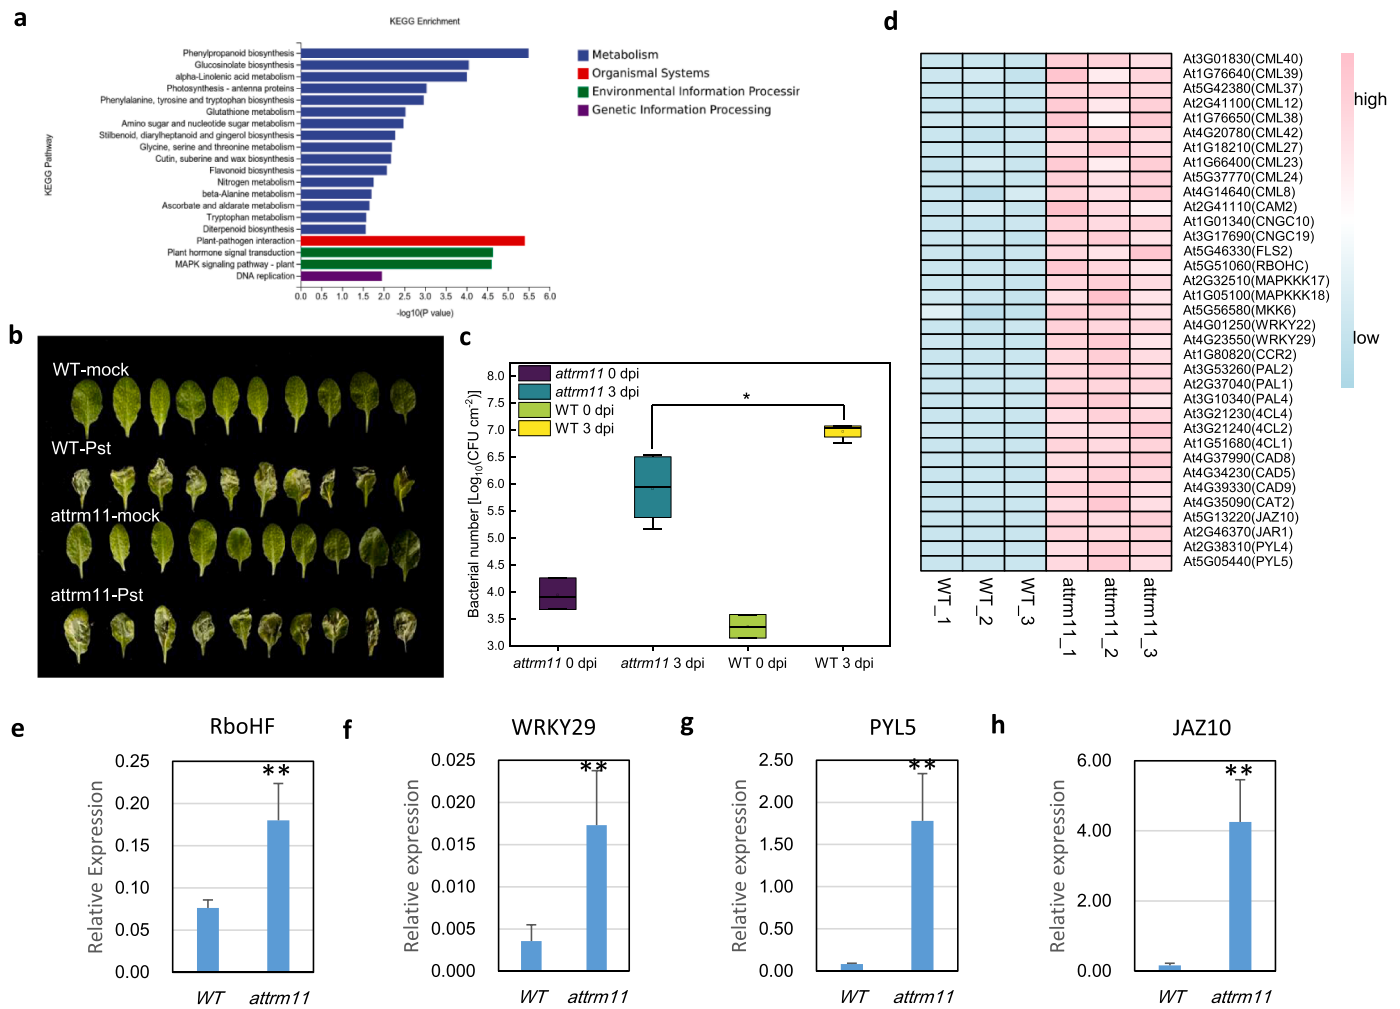 a
KEGG Enrichment
KEGG Pathway
Phenylpropanoid biosynthesis
Glucosinolate biosynthesis
alpha-Linolenic acid metabolism
Photosynthesis - antenna proteins
Phenylalanine, tyrosine and tryptophan biosynthesis
Glutathione metabolism
Amino sugar and nucleotide sugar metabolism
Stilbenoid, diarylheptanoid and gingerol biosynthesis
Glycine, serine and threonine metabolism
Cutin, suberine and wax biosynthesis
Flavonoid biosynthesis
Nitrogen metabolism
beta-Alanine metabolism
Ascorbate and aldarate metabolism
Tryptophan metabolism
Diterpenoid biosynthesis
Plant-pathogen interaction
Plant hormone signal transduction
MAPK signaling pathway - plant
DNA replication
0.0 0.5 1.0 1.5 2.0 2.5 3.0 3.5 4.0 4.5 5.0 5.5 6.0
-log10(P value)
Metabolism
Organismal Systems
Environmental Information Processir
Genetic Information Processing
b
WT-mock
WT-Pst
attrm11-mock
attrm11-Pst
c
Bacterial number [Log10(CFU cm-2)]
8.0
7.5
7.0
6.5
6.0
5.5
5.0
4.5
4.0
3.5
3.0
attrm11 0 dpi
attrm11 3 dpi
WT 0 dpi
WT 3 dpi
*
attrm11 0 dpi attrm11 3 dpi WT 0 dpi WT 3 dpi
d
At3G01830(CML40)
At1G76640(CML39)
At5G42380(CML37)
At2G41100(CML12)
At1G76650(CML38)
At4G20780(CML42)
At1G18210(CML27)
At1G66400(CML23)
At5G37770(CML24)
At4G14640(CML8)
At2G41110(CAM2)
At1G01340(CNGC10)
At3G17690(CNGC19)
At5G46330(FLS2)
At5G51060(RBOHC)
At2G32510(MAPKKK17)
At1G05100(MAPKKK18)
At5G56580(MKK6)
At4G01250(WRKY22)
At4G23550(WRKY29)
At1G80820(CCR2)
At3G53260(PAL2)
At2G37040(PAL1)
At3G10340(PAL4)
At3G21230(4CL4)
At3G21240(4CL2)
At1G51680(4CL1)
At4G37990(CAD8)
At4G34230(CAD5)
At4G39330(CAD9)
At4G35090(CAT2)
At5G13220(JAZ10)
At2G46370(JAR1)
At2G38310(PYL4)
At5G05440(PYL5)
WT_1
WT_2
WT_3
attrm11_1
attrm11_2
attrm11_3
high
low
e
RboHF
Relative Expression
0.25
0.20
0.15
0.10
0.05
0.00
**
WT attrm11
f
WRKY29
Relative expression
0.025
0.020
0.015
0.010
0.005
0.000
**
WT attrm11
g
PYL5
Relative expression
2.50
2.00
1.50
1.00
0.50
0.00
**
WT attrm11
h
JAZ10
Relative expression
6.00
4.00
2.00
0.00
**
WT attrm11